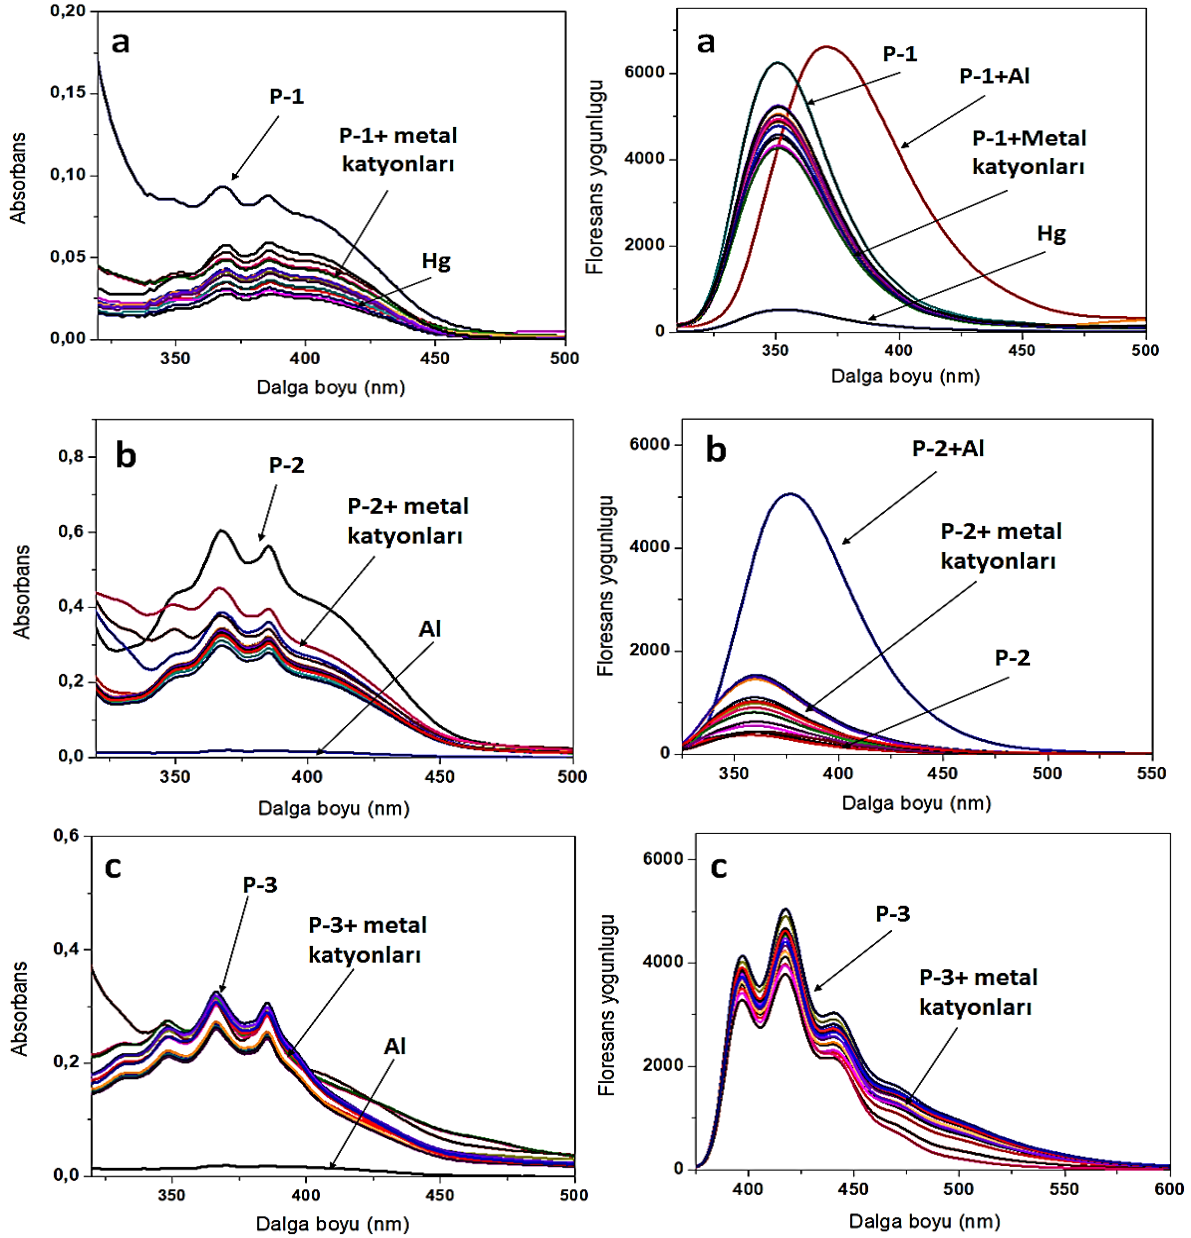 a
P-1
P-1+ metal
katyonları
Hg
Absorbans
0,20
0,15
0,10
0,05
0,00
350
400
450
500
Dalga boyu (nm)
a
P-1
P-1+Al
P-1+Metal
katyonları
Hg
Floresans yogunlugu
6000
4000
2000
0
350
400
450
500
Dalga boyu (nm)
b
P-2
P-2+ metal
katyonları
Al
Absorbans
0,8
0,6
0,4
0,2
0,0
350
400
450
500
Dalga boyu (nm)
b
P-2+Al
P-2+ metal
katyonları
P-2
Floresans yogunlugu
6000
4000
2000
0
350
400
450
500
550
Dalga boyu (nm)
c
P-3
P-3+ metal
katyonları
Al
Absorbans
0,6
0,4
0,2
0,0
350
400
450
500
Dalga boyu (nm)
c
P-3
P-3+ metal
katyonları
Floresans yogunlugu
6000
4000
2000
0
400
450
500
550
600
Dalga boyu (nm)